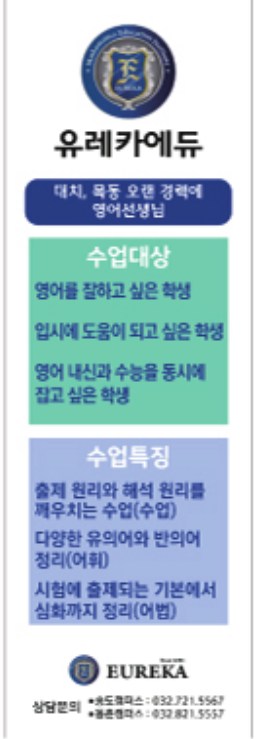 유레카에듀
대치, 목동 오랜 경력에
영어선생님
수업대상
영어를 잘하고 싶은 학생
입시에 도움이 되고 싶은 학생
영어 내신과 수능을 동시에
잡고 싶은 학생
수업특징
출제 원리와 해석 원리를
깨우치는 수업(수업)
다양한 유의어와 반의어
정리(어휘)
시험에 출제되는 기본에서
심화까지 정리(어법)
EUREKA
상담문의
•송도캠퍼스 : 032.721.5567
캠퍼스 : 032.821.5557